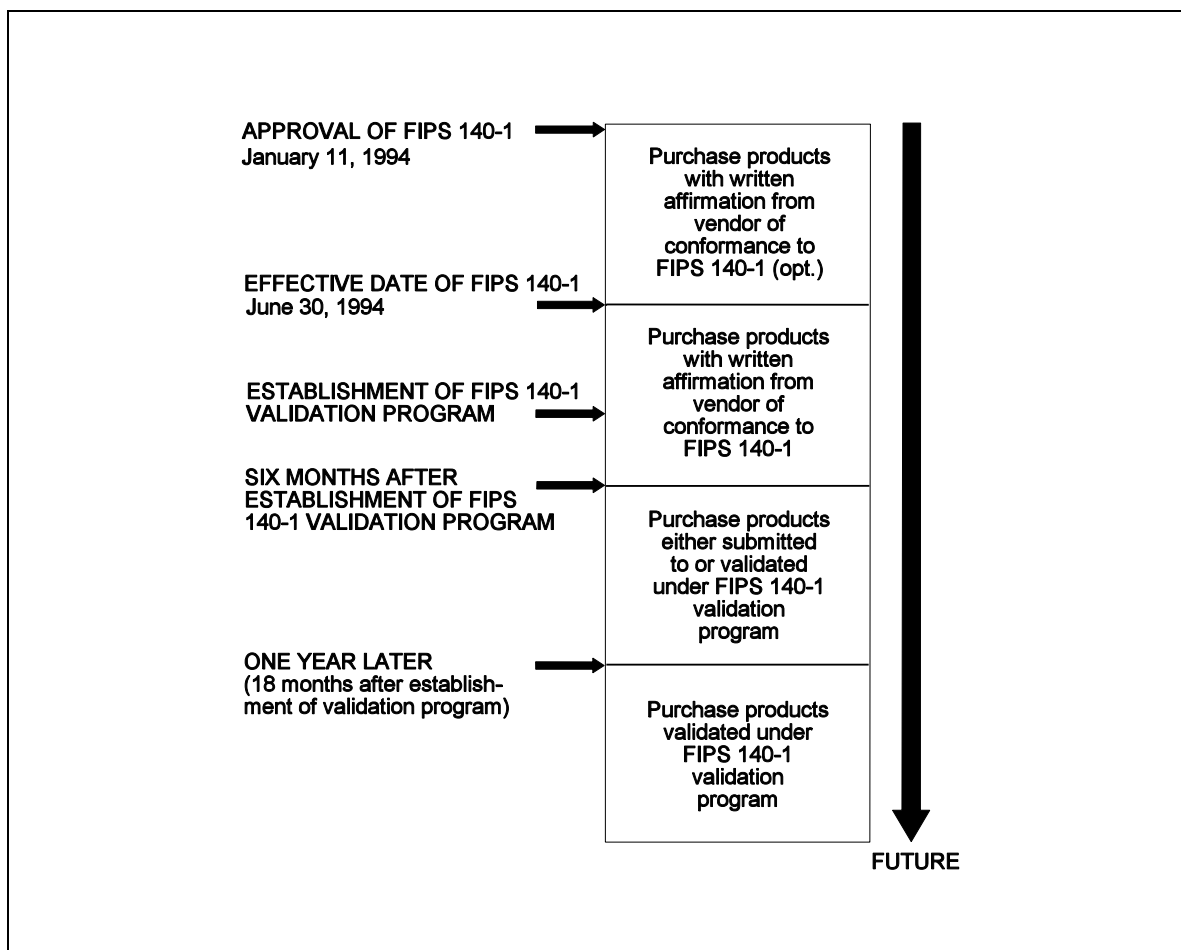 APPROVAL OF FIPS 140-1
January 11, 1994
Purchase products
with written
affirmation from
vendor of
conformance to
FIPS 140-1 (opt.)
EFFECTIVE DATE OF FIPS 140-1
June 30, 1994
Purchase products
with written
affirmation from
vendor of
conformance to
FIPS 140-1
ESTABLISHMENT OF FIPS 140-1
VALIDATION PROGRAM
SIX MONTHS AFTER
ESTABLISHMENT OF FIPS
140-1 VALIDATION PROGRAM
Purchase products
either submitted
to or validated
under FIPS 140-1
validation
program
ONE YEAR LATER
(18 months after establish-
ment of validation program)
Purchase products
validated under
FIPS 140-1
validation
program
FUTURE